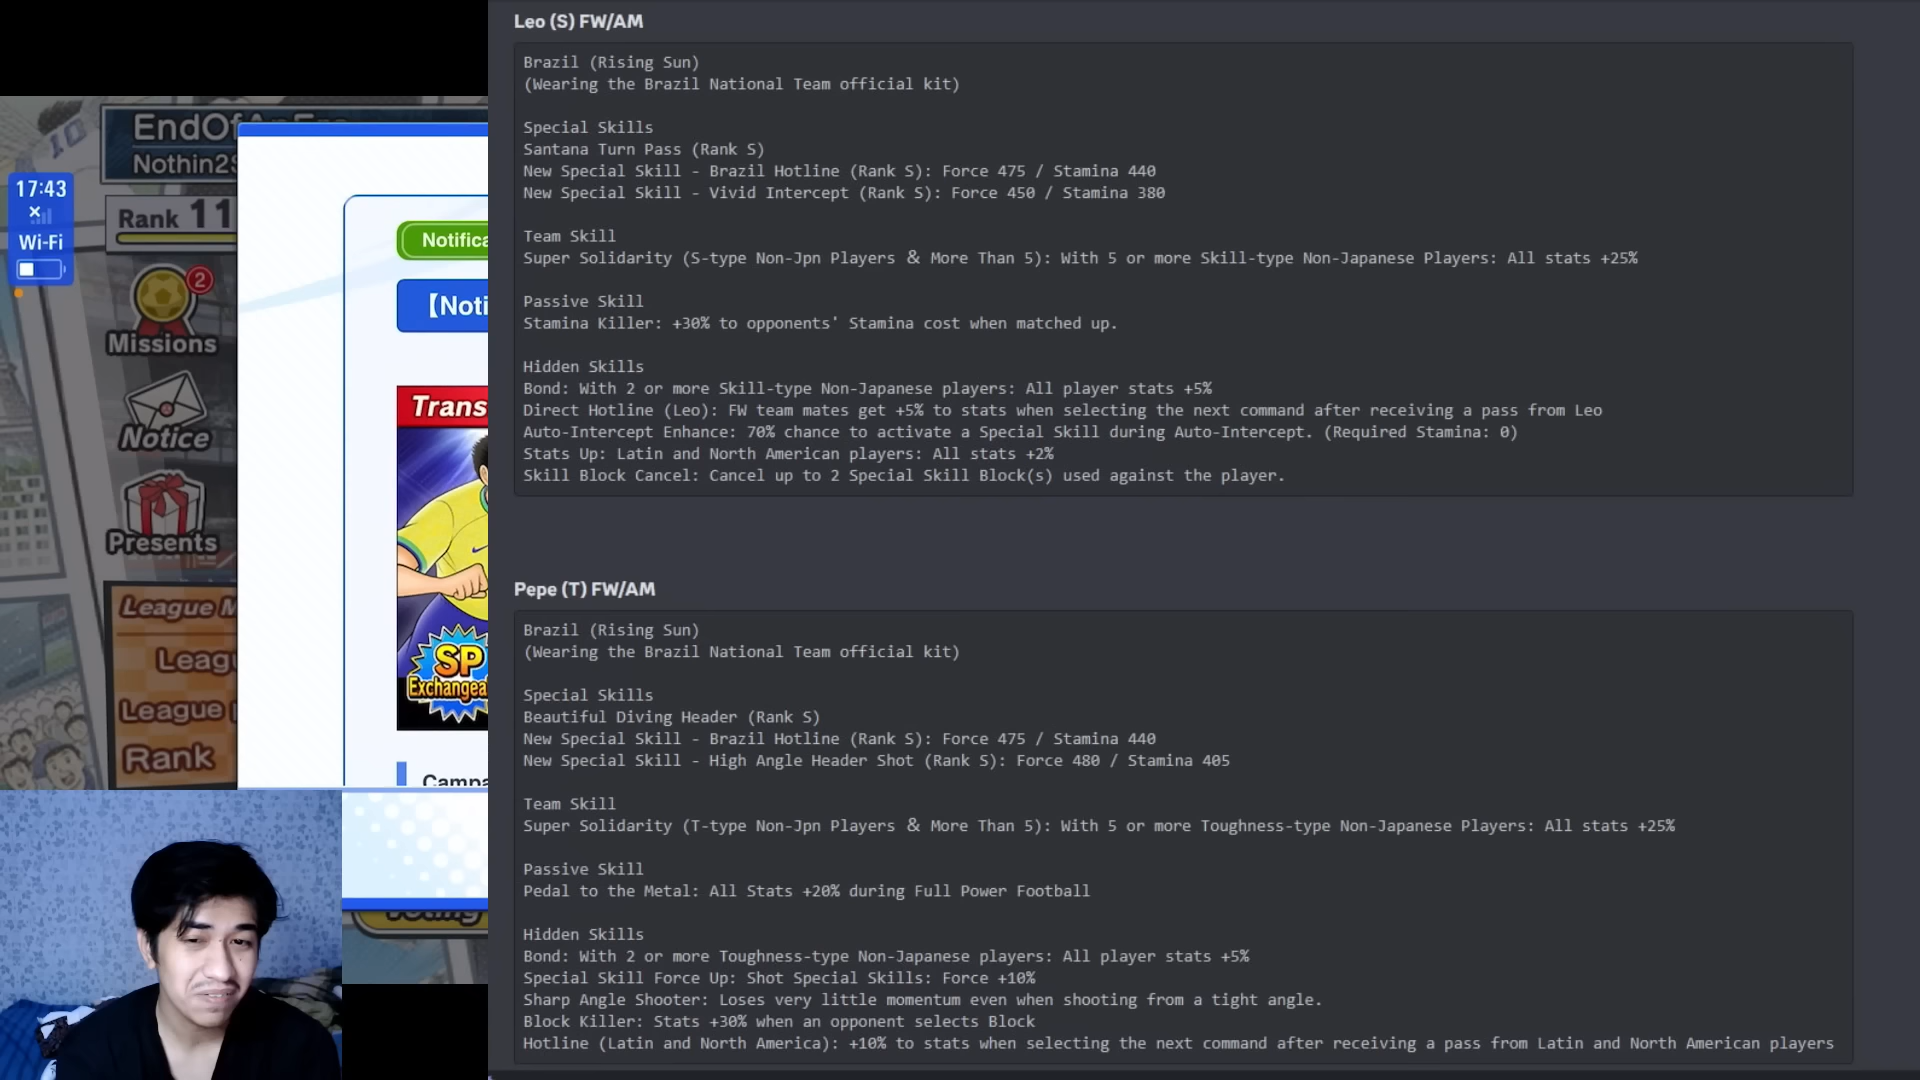 EndOfAnEra
Nothin2S
17:43
Wi-Fi
Rank 11
2
Missions
Notice
Presents
League M
Leagu
League
Rank
Notifica
【Noti
Trans
SP
Exchangea
Campa
Voting
Leo (S) FW/AM
Brazil (Rising Sun)
(Wearing the Brazil National Team official kit)
Special Skills
Santana Turn Pass (Rank S)
New Special Skill - Brazil Hotline (Rank S): Force 475 / Stamina 440
New Special Skill - Vivid Intercept (Rank S): Force 450 / Stamina 380
Team Skill
Super Solidarity (S-type Non-Jpn Players ＆ More Than 5): With 5 or more Skill-type Non-Japanese Players: All stats +25%
Passive Skill
Stamina Killer: +30% to opponents' Stamina cost when matched up.
Hidden Skills
Bond: With 2 or more Skill-type Non-Japanese players: All player stats +5%
Direct Hotline (Leo): FW team mates get +5% to stats when selecting the next command after receiving a pass from Leo
Auto-Intercept Enhance: 70% chance to activate a Special Skill during Auto-Intercept. (Required Stamina: 0)
Stats Up: Latin and North American players: All stats +2%
Skill Block Cancel: Cancel up to 2 Special Skill Block(s) used against the player.
Pepe (T) FW/AM
Brazil (Rising Sun)
(Wearing the Brazil National Team official kit)
Special Skills
Beautiful Diving Header (Rank S)
New Special Skill - Brazil Hotline (Rank S): Force 475 / Stamina 440
New Special Skill - High Angle Header Shot (Rank S): Force 480 / Stamina 405
Team Skill
Super Solidarity (T-type Non-Jpn Players ＆ More Than 5): With 5 or more Toughness-type Non-Japanese Players: All stats +25%
Passive Skill
Pedal to the Metal: All Stats +20% during Full Power Football
Hidden Skills
Bond: With 2 or more Toughness-type Non-Japanese players: All player stats +5%
Special Skill Force Up: Shot Special Skills: Force +10%
Sharp Angle Shooter: Loses very little momentum even when shooting from a tight angle.
Block Killer: Stats +30% when an opponent selects Block
Hotline (Latin and North America): +10% to stats when selecting the next command after receiving a pass from Latin and North American players